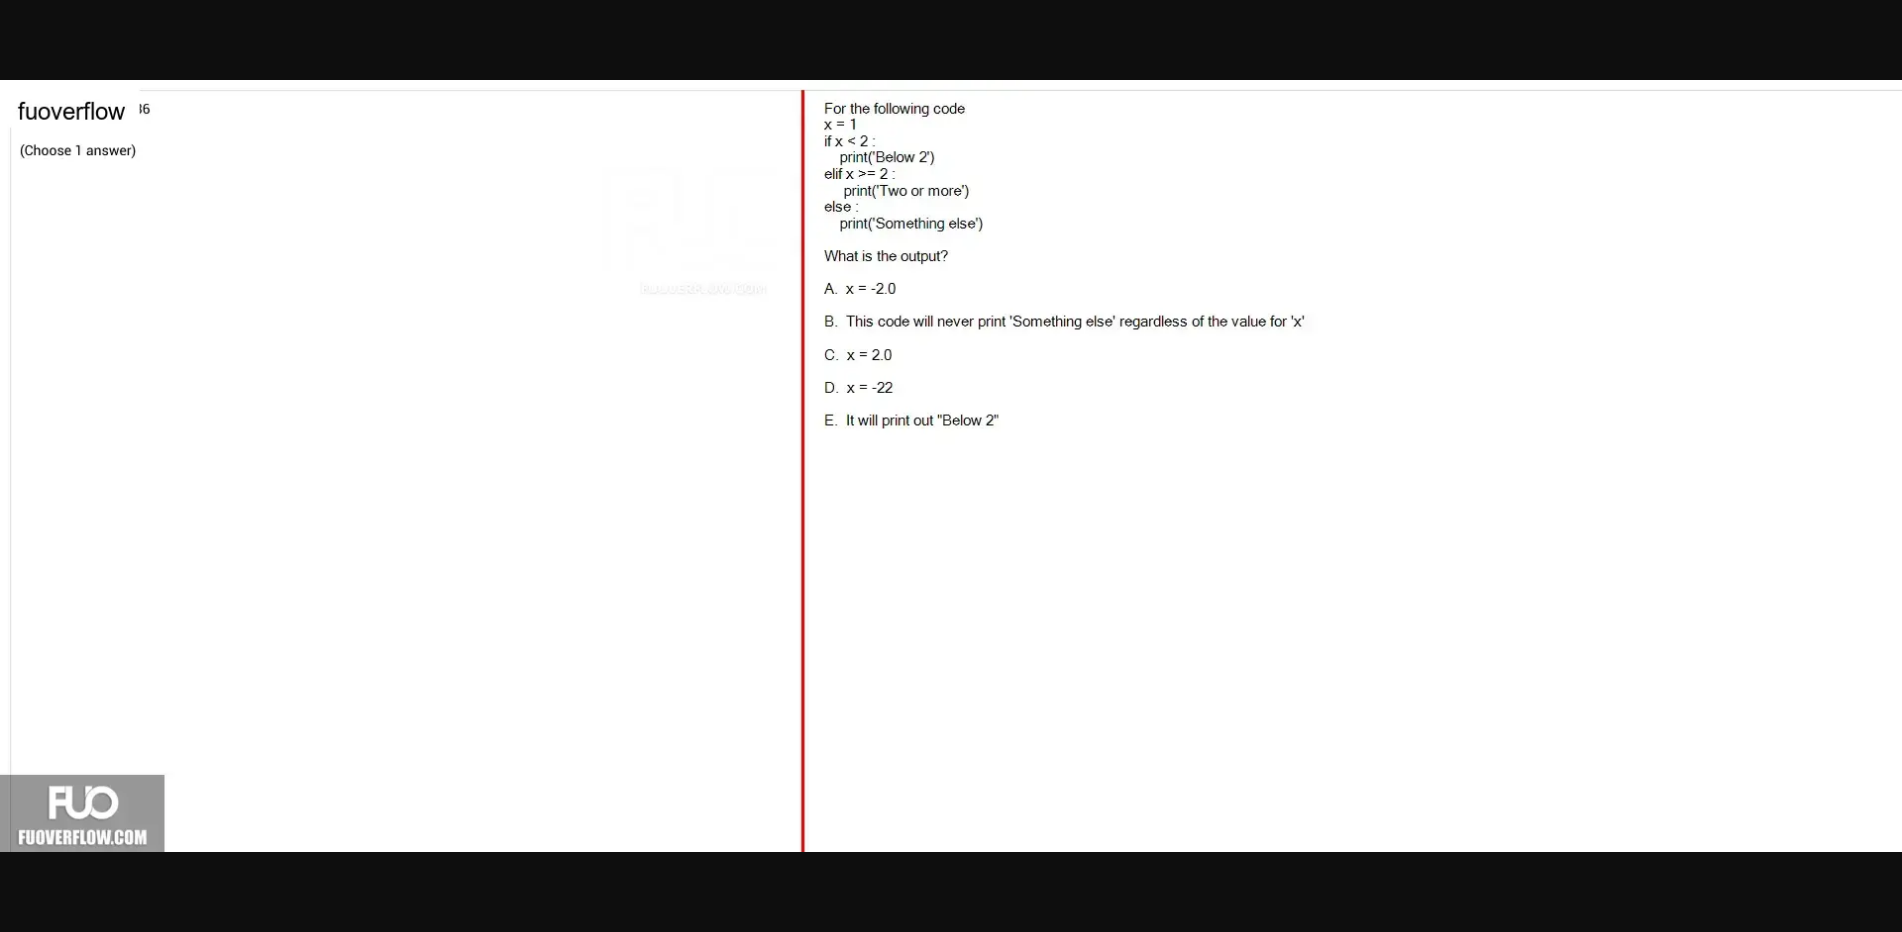 fuoverflow 36
(Choose 1 answer)
For the following code
x = 1
if x < 2 :
print('Below 2')
elif x >= 2 :
print('Two or more')
else :
print('Something else')
What is the output?
A. x = -2.0
B. This code will never print 'Something else' regardless of the value for 'x'
C. x = 2.0
D. x = -22
E. It will print out "Below 2"
FUOVERFLOW.COM
FUO
FUOVERFLOW.COM